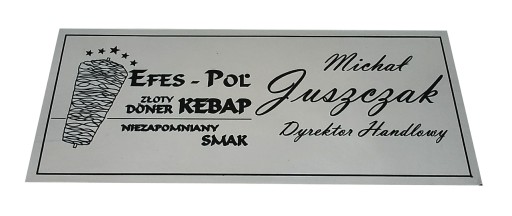 EFES - POL
ZŁOTY
DÖNER KEBAP
NIEZAPOMNIANY
SMAK
Michał
Juszczak
Dyrektor Handlowy